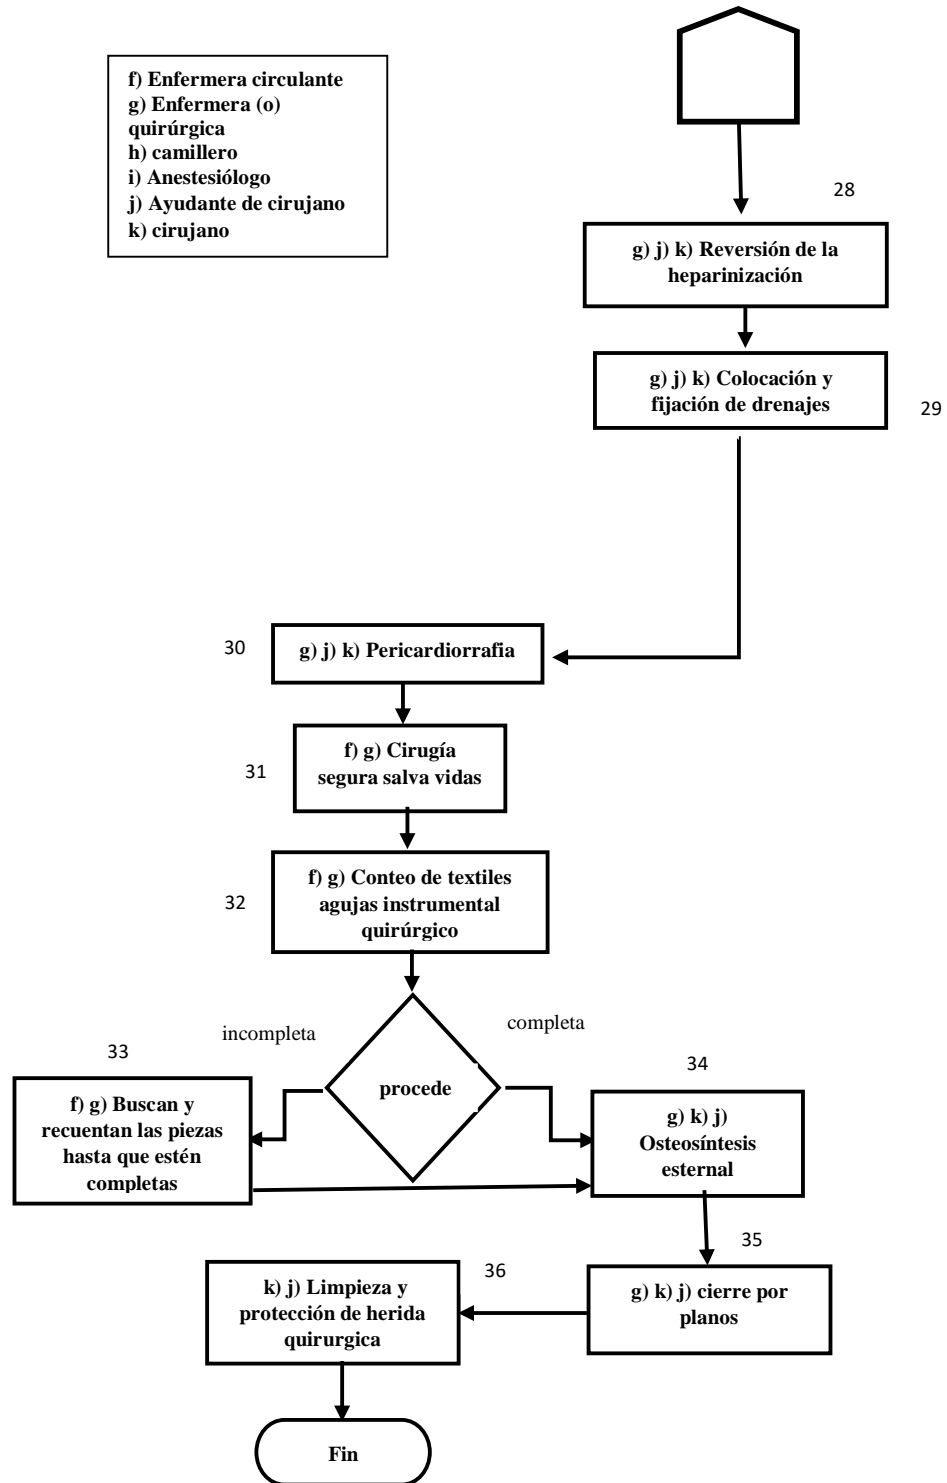 f) Enfermera circulante
g) Enfermera (o)
quirúrgica
h) camillero
i) Anestesiólogo
j) Ayudante de cirujano
k) cirujano
28
g) j) k) Reversión de la
heparinización
g) j) k) Colocación y
fijación de drenajes
29
30
g) j) k) Pericardiorrafia
f) g) Cirugía
segura salva vidas
31
f) g) Conteo de textiles
agujas instrumental
quirúrgico
32
incompleta
completa
procede
33
f) g) Buscan y
recuentan las piezas
hasta que estén
completas
34
g) k) j)
Osteosíntesis
esternal
35
g) k) j) cierre por
planos
36
k) j) Limpieza y
protección de herida
quirurgica
Fin